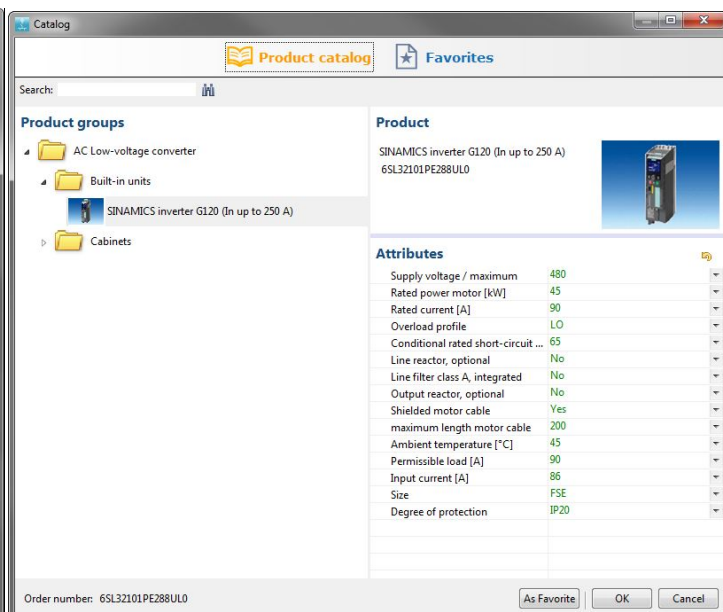 Catalog
Product catalog Favorites
Search:
Product groups
AC Low-voltage converter
Built-in units
SINAMICS inverter G120 (In up to 250 A)
Cabinets
Product
SINAMICS inverter G120 (In up to 250 A)
6SL32101PE288UL0
Attributes
Supply voltage / maximum 480
Rated power motor [kW] 45
Rated current [A] 90
Overload profile LO
Conditional rated short-circuit ... 65
Line reactor, optional No
Line filter class A, integrated No
Output reactor, optional No
Shielded motor cable Yes
maximum length motor cable 200
Ambient temperature [°C] 45
Permissible load [A] 90
Input current [A] 86
Size FSE
Degree of protection IP20
Order number: 6SL32101PE288UL0
As Favorite OK Cancel